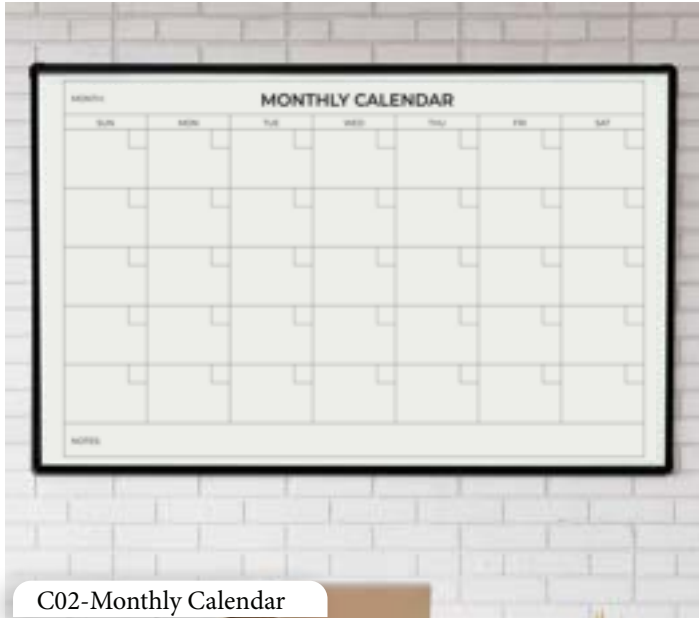 MONTH:
MONTHLY CALENDAR
SUN MON TUE WED THU FRI SAT
NOTES:
C02-Monthly Calendar